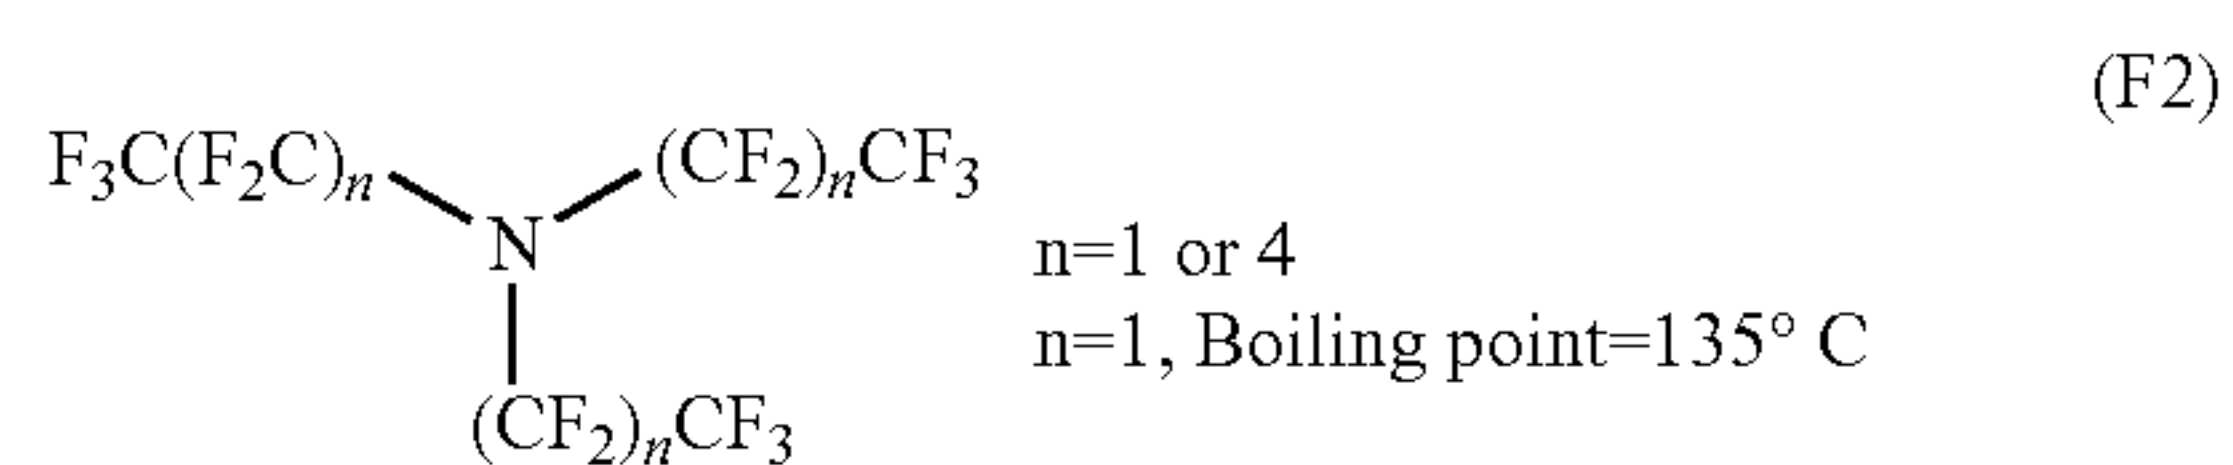 (F2)
F₃C(F₂C)ₙ (CF₂)ₙCF₃
N
n=1 or 4
n=1, Boiling point=135° C
(CF₂)ₙCF₃